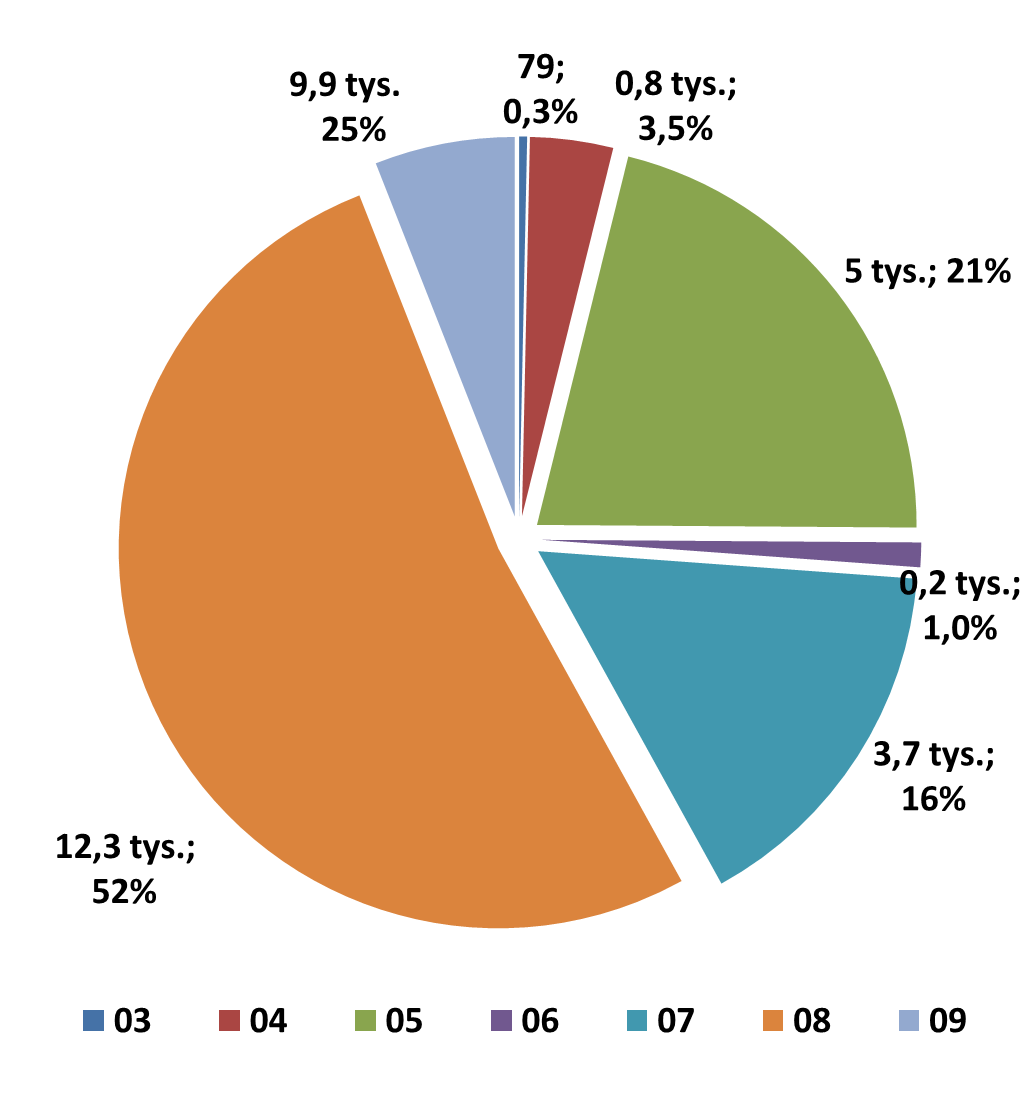 9,9 tys.
25%
79;
0,3%
0,8 tys.;
3,5%
5 tys.; 21%
0,2 tys.;
1,0%
3,7 tys.;
16%
12,3 tys.;
52%
03 04 05 06 07 08 09